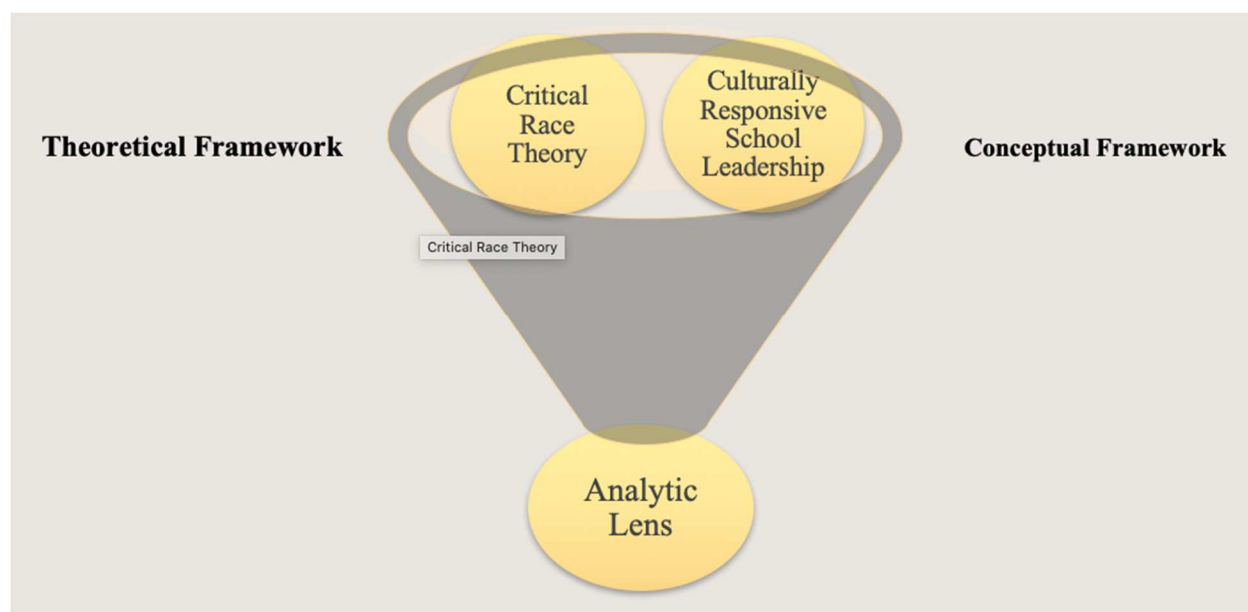 Theoretical Framework
Critical
Race
Theory
Culturally
Responsive
School
Leadership
Conceptual Framework
Critical Race Theory
Analytic
Lens